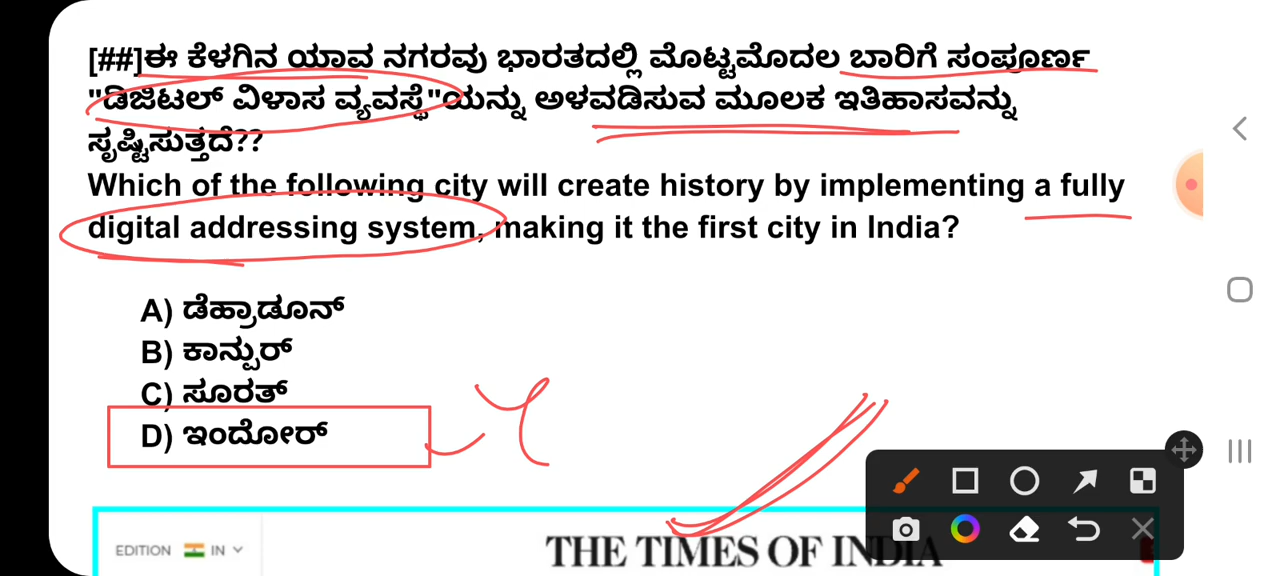 [##]ಈ ಕೆಳಗಿನ ಯಾವ ನಗರವು ಭಾರತದಲ್ಲಿ ಮೊಟ್ಟಮೊದಲ ಬಾರಿಗೆ ಸಂಪೂರ್ಣ
"ಡಿಜಿಟಲ್ ವಿಳಾಸ ವ್ಯವಸ್ಥೆ"ಯನ್ನು ಅಳವಡಿಸುವ ಮೂಲಕ ಇತಿಹಾಸವನ್ನು
ಸೃಷ್ಟಿಸುತ್ತದೆ??
Which of the following city will create history by implementing a fully
digital addressing system, making it the first city in India?
A) ಡೆಹ್ರಾಡೂನ್
B) ಕಾನ್ಪುರ್
C) ಸೂರತ್
D) ಇಂದೋರ್
EDITION IN
THE TIMES OF INDIA